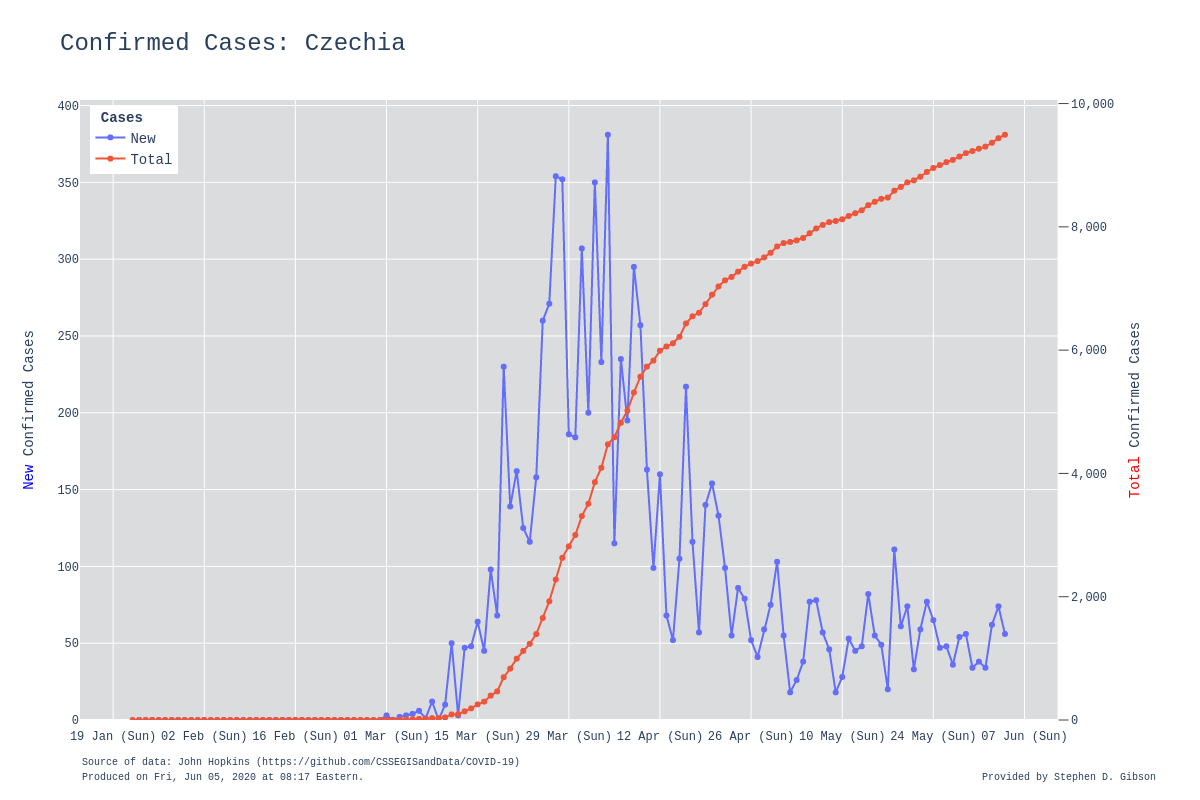 Confirmed Cases: Czechia
Cases
New
Total
400
350
300
250
200
150
100
50
0
10,000
8,000
6,000
4,000
2,000
0
New Confirmed Cases
Total Confirmed Cases
19 Jan (Sun) 02 Feb (Sun) 16 Feb (Sun) 01 Mar (Sun) 15 Mar (Sun) 29 Mar (Sun) 12 Apr (Sun) 26 Apr (Sun) 10 May (Sun) 24 May (Sun) 07 Jun (Sun)
Source of data: John Hopkins (https://github.com/CSSEGISandData/COVID-19)
Produced on Fri, Jun 05, 2020 at 08:17 Eastern.
Provided by Stephen D. Gibson